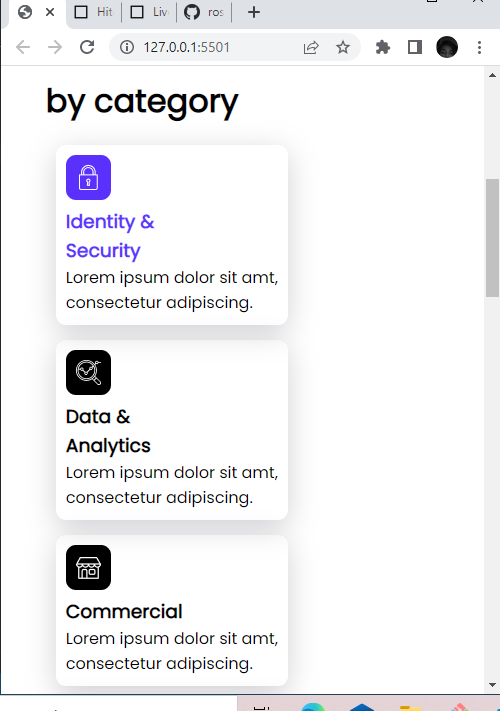 Hit
Liv
ros
127.0.0.1:5501
by category
Identity &
Security
Lorem ipsum dolor sit amt,
consectetur adipiscing.
Data &
Analytics
Lorem ipsum dolor sit amt,
consectetur adipiscing.
Commercial
Lorem ipsum dolor sit amt,
consectetur adipiscing.